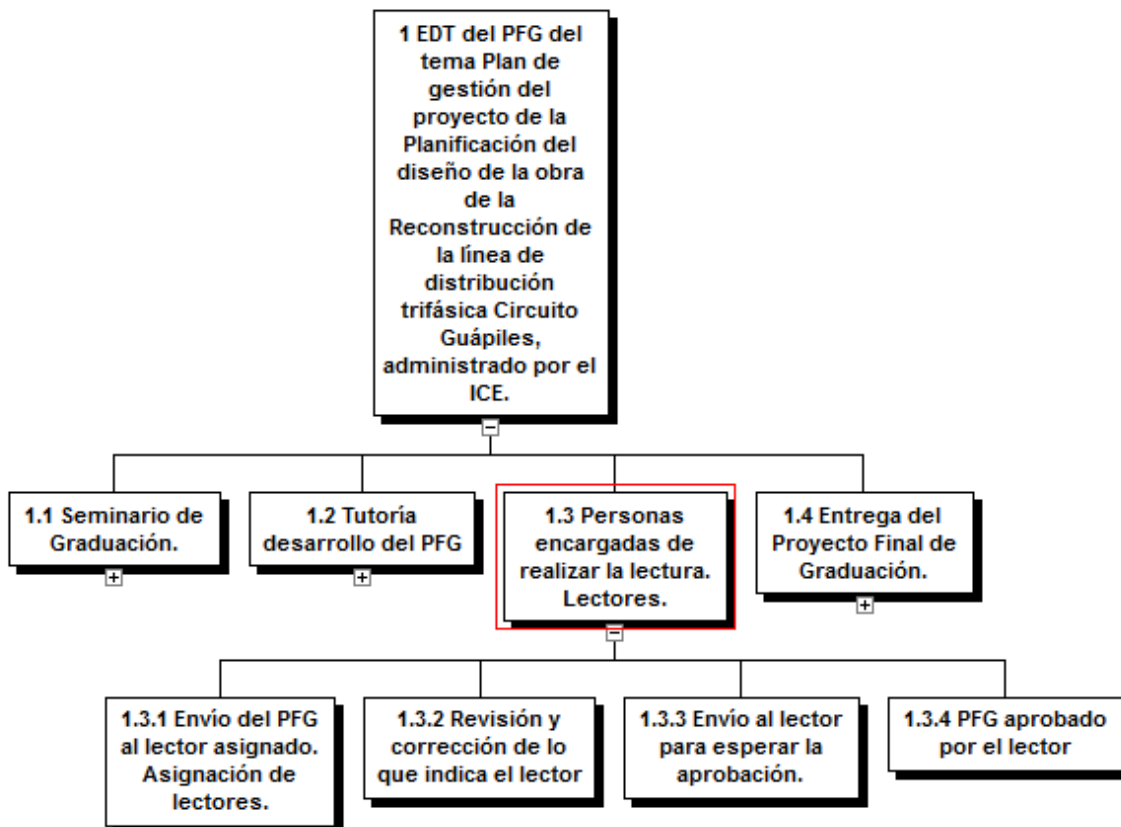 1 EDT del PFG del
tema Plan de
gestión del
proyecto de la
Planificación del
diseño de la obra
de la
Reconstrucción de
la línea de
distribución
trifásica Circuito
Guápiles,
administrado por el
ICE.
1.1 Seminario de
Graduación.
1.2 Tutoría
desarrollo del PFG
1.3 Personas
encargadas de
realizar la lectura.
Lectores.
1.4 Entrega del
Proyecto Final de
Graduación.
1.3.1 Envío del PFG
al lector asignado.
Asignación de
lectores.
1.3.2 Revisión y
corrección de lo
que indica el lector
1.3.3 Envío al lector
para esperar la
aprobación.
1.3.4 PFG aprobado
por el lector